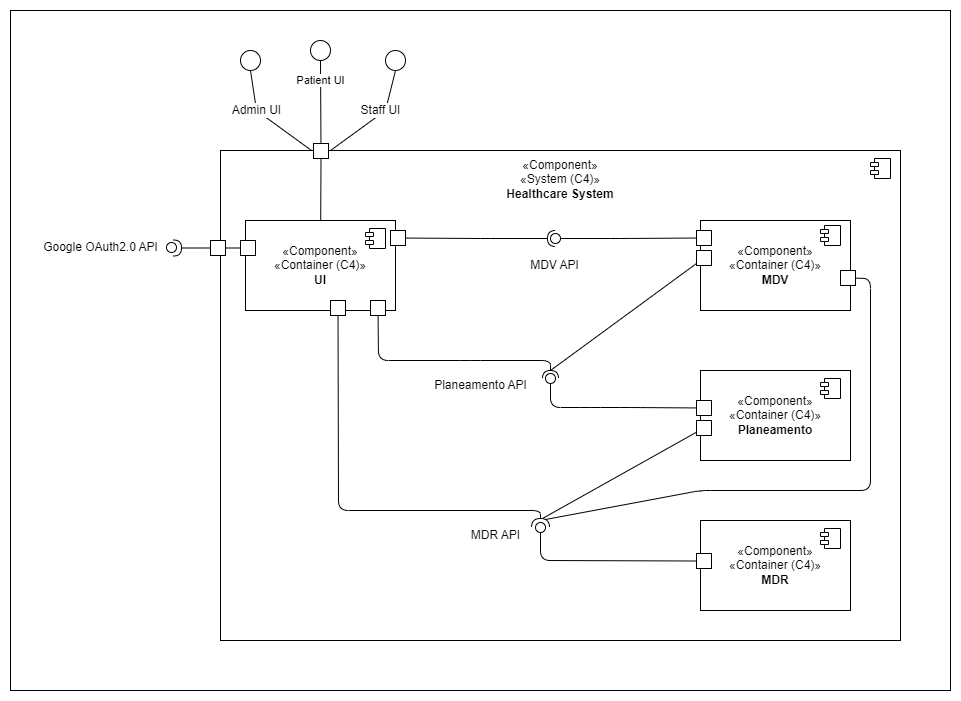 Patient UI
Admin UI
Staff UI
«Component»
«System (C4)»
Healthcare System
Google OAuth2.0 API
«Component»
«Container (C4)»
UI
MDV API
«Component»
«Container (C4)»
MDV
Planeamento API
«Component»
«Container (C4)»
Planeamento
MDR API
«Component»
«Container (C4)»
MDR